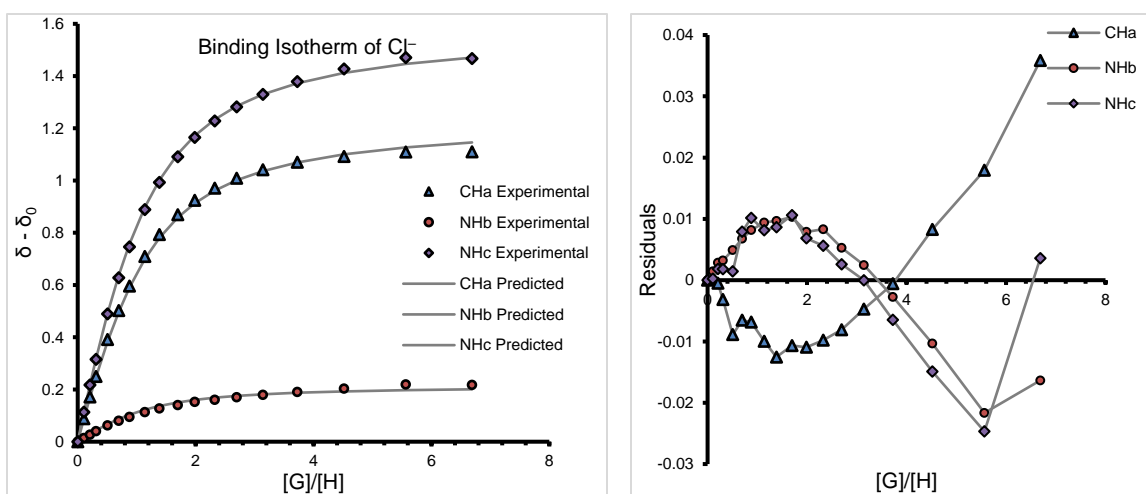 Binding Isotherm of Cl⁻
δ - δ₀
1.6
1.4
1.2
1
0.8
0.6
0.4
0.2
0
0
2
4
6
8
[G]/[H]
CHa Experimental
NHb Experimental
NHc Experimental
CHa Predicted
NHb Predicted
NHc Predicted
Residuals
0.04
0.03
0.02
0.01
0
-0.01
-0.02
-0.03
0
2
4
6
8
[G]/[H]
CHa
NHb
NHc